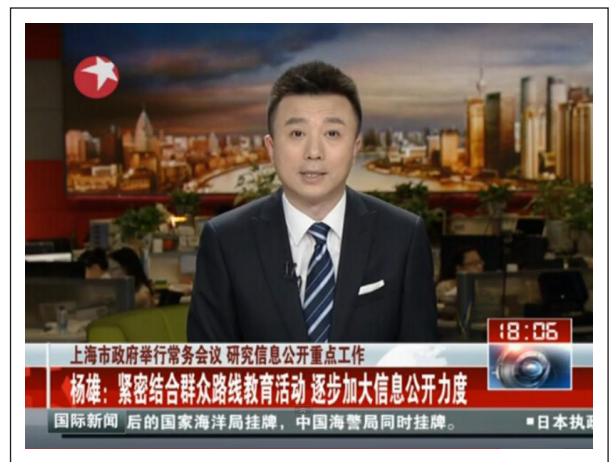 18:06
上海市政府举行常务会议 研究信息公开重点工作
杨雄：紧密结合群众路线教育活动 逐步加大信息公开力度
国际新闻 后的国家海洋局挂牌，中国海警局同时挂牌。 ■日本执政